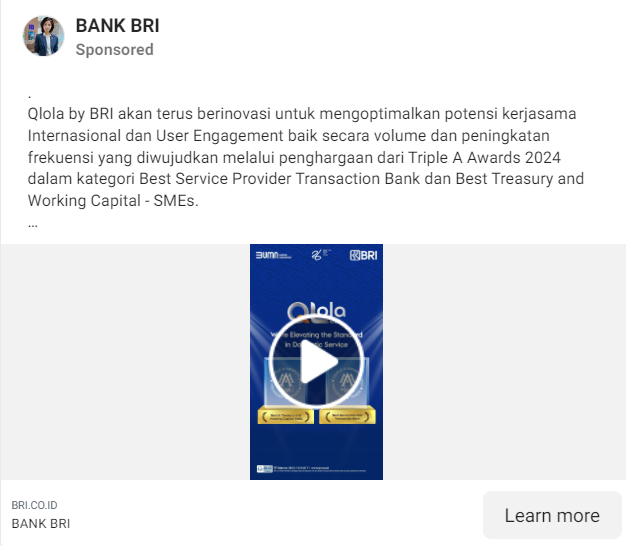 BANK BRI
Sponsored
.
Qlola by BRI akan terus berinovasi untuk mengoptimalkan potensi kerjasama
Internasional dan User Engagement baik secara volume dan peningkatan
frekuensi yang diwujudkan melalui penghargaan dari Triple A Awards 2024
dalam kategori Best Service Provider Transaction Bank dan Best Treasury and
Working Capital - SMEs.
...
BUMN
BRI
Qlola
We're Elevating the Standard
in Domestic Service
BRI.CO.ID
BANK BRI
Learn more